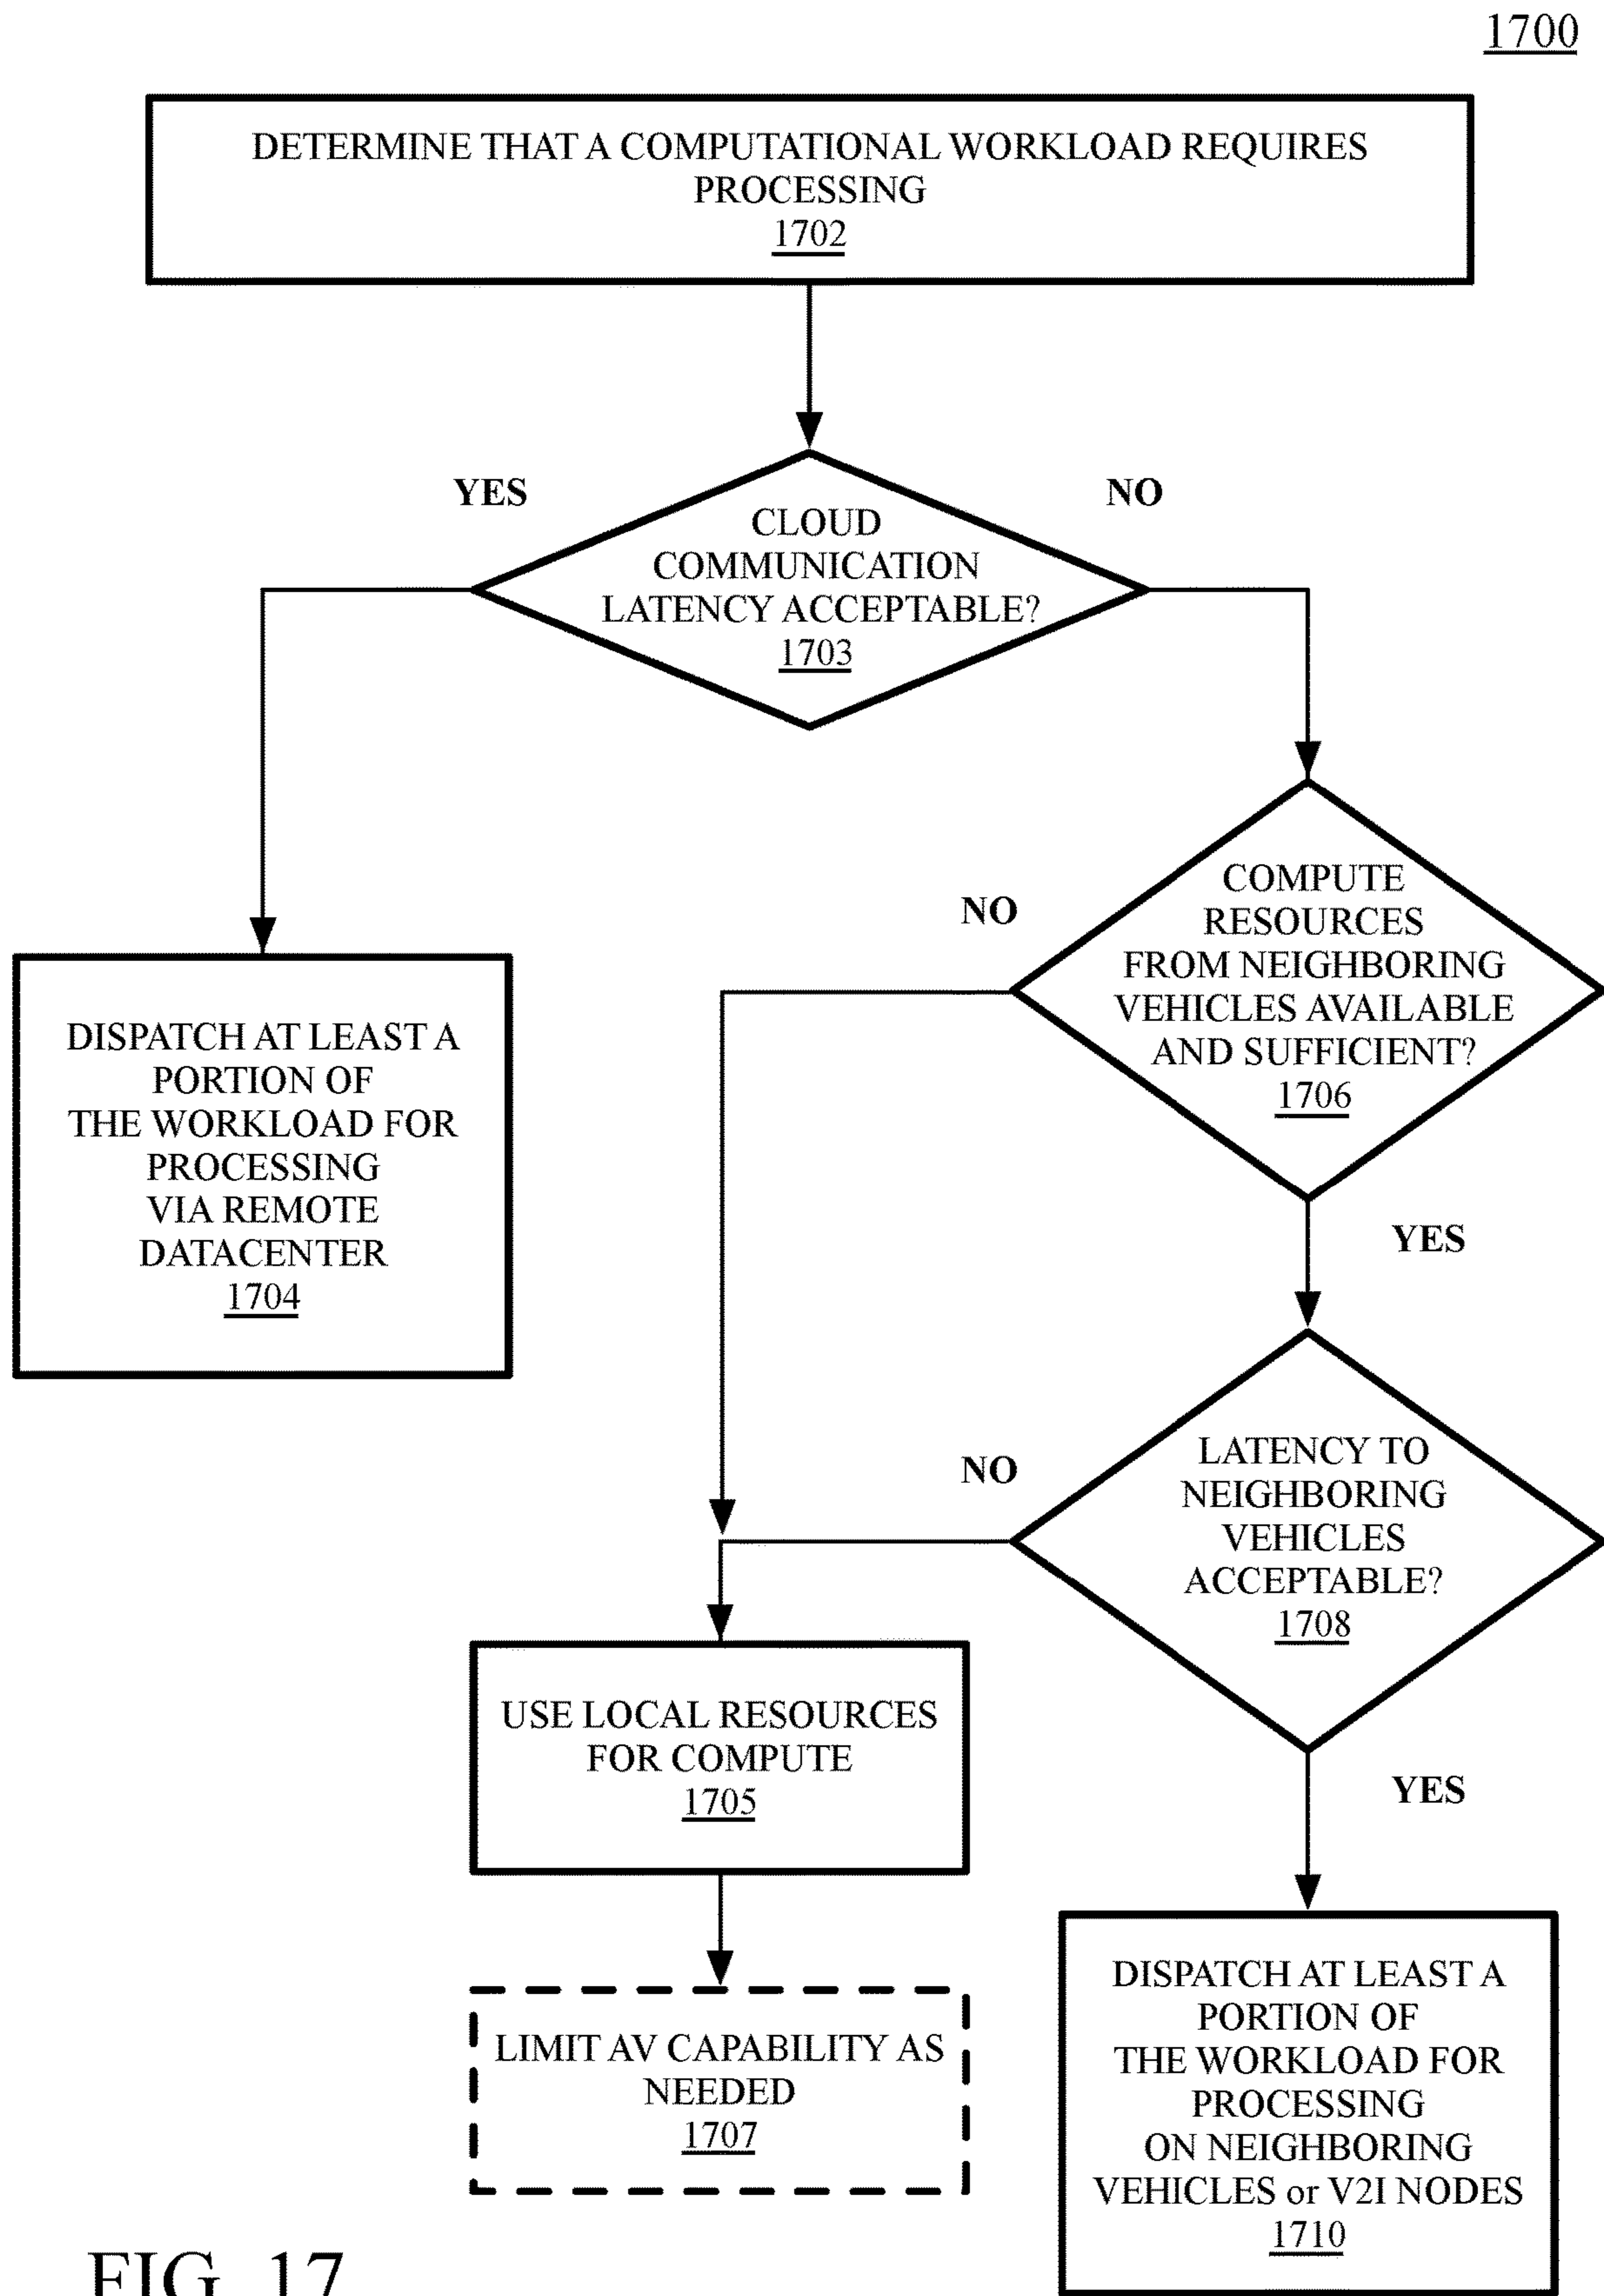 1700
DETERMINE THAT A COMPUTATIONAL WORKLOAD REQUIRES
PROCESSING
1702
YES
NO
CLOUD
COMMUNICATION
LATENCY ACCEPTABLE?
1703
COMPUTE
RESOURCES
FROM NEIGHBORING
VEHICLES AVAILABLE
AND SUFFICIENT?
1706
NO
YES
DISPATCH AT LEAST A
PORTION OF
THE WORKLOAD FOR
PROCESSING
VIA REMOTE
DATACENTER
1704
LATENCY TO
NEIGHBORING
VEHICLES
ACCEPTABLE?
1708
NO
YES
USE LOCAL RESOURCES
FOR COMPUTE
1705
LIMIT AV CAPABILITY AS
NEEDED
1707
DISPATCH AT LEAST A
PORTION OF
THE WORKLOAD FOR
PROCESSING
ON NEIGHBORING
VEHICLES or V2I NODES
1710
FIG. 17